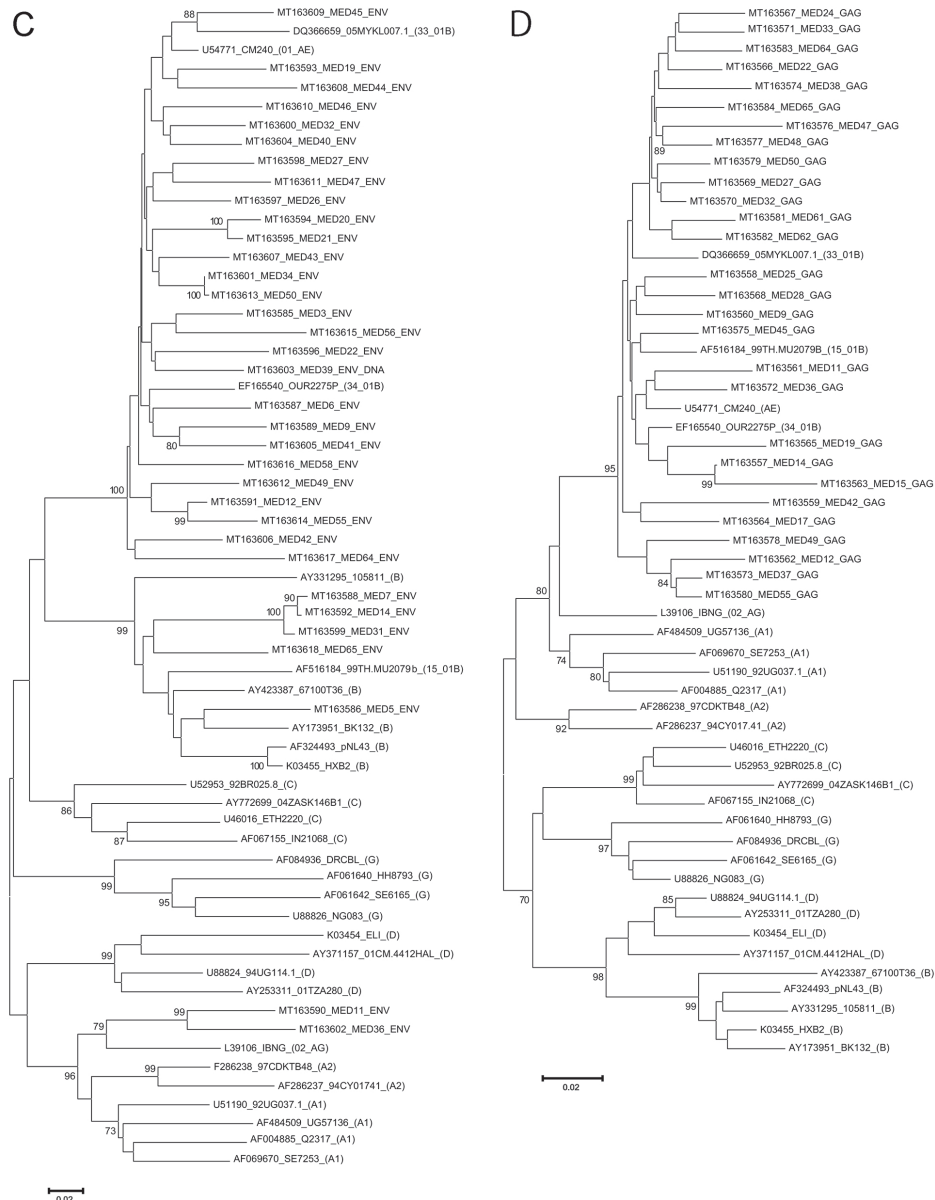 C
88
MT163609_MED45_ENV
DQ366659_05MYKL007.1_(33_01B)
U54771_CM240_(01_AE)
MT163593_MED19_ENV
MT163608_MED44_ENV
MT163610_MED46_ENV
MT163600_MED32_ENV
MT163604_MED40_ENV
MT163598_MED27_ENV
MT163611_MED47_ENV
MT163597_MED26_ENV
100
MT163594_MED20_ENV
MT163595_MED21_ENV
MT163607_MED43_ENV
MT163601_MED34_ENV
100
MT163613_MED50_ENV
MT163585_MED3_ENV
MT163615_MED56_ENV
MT163596_MED22_ENV
MT163603_MED39_ENV_DNA
EF165540_OUR2275P_(34_01B)
MT163587_MED6_ENV
MT163589_MED9_ENV
80
MT163605_MED41_ENV
MT163616_MED58_ENV
100
MT163612_MED49_ENV
MT163591_MED12_ENV
99
MT163614_MED55_ENV
MT163606_MED42_ENV
MT163617_MED64_ENV
AY331295_105811_(B)
90
MT163588_MED7_ENV
100
MT163592_MED14_ENV
99
MT163599_MED31_ENV
MT163618_MED65_ENV
AF516184_99TH.MU2079b_(15_01B)
AY423387_67100T36_(B)
MT163586_MED5_ENV
AY173951_BK132_(B)
AF324493_pNL43_(B)
100
K03455_HXB2_(B)
U52953_92BR025.8_(C)
86
AY772699_04ZASK146B1_(C)
U46016_ETH2220_(C)
87
AF067155_IN21068_(C)
AF084936_DRCBL_(G)
99
AF061640_HH8793_(G)
95
AF061642_SE6165_(G)
U88826_NG083_(G)
K03454_ELI_(D)
99
AY371157_01CM.4412HAL_(D)
U88824_94UG114.1_(D)
AY253311_01TZA280_(D)
99
MT163590_MED11_ENV
79
MT163602_MED36_ENV
L39106_IBNG_(02_AG)
96
99
F286238_97CDKTB48_(A2)
AF286237_94CY01741_(A2)
U51190_92UG037.1_(A1)
73
AF484509_UG57136_(A1)
AF004885_Q2317_(A1)
AF069670_SE7253_(A1)
D
MT163567_MED24_GAG
MT163571_MED33_GAG
MT163583_MED64_GAG
MT163566_MED22_GAG
MT163574_MED38_GAG
MT163584_MED65_GAG
MT163576_MED47_GAG
89
MT163577_MED48_GAG
MT163579_MED50_GAG
MT163569_MED27_GAG
MT163570_MED32_GAG
MT163581_MED61_GAG
MT163582_MED62_GAG
DQ366659_05MYKL007.1_(33_01B)
MT163558_MED25_GAG
MT163568_MED28_GAG
MT163560_MED9_GAG
MT163575_MED45_GAG
AF516184_99TH.MU2079B_(15_01B)
MT163561_MED11_GAG
MT163572_MED36_GAG
U54771_CM240_(AE)
EF165540_OUR2275P_(34_01B)
MT163565_MED19_GAG
95
MT163557_MED14_GAG
99
MT163563_MED15_GAG
MT163559_MED42_GAG
MT163564_MED17_GAG
MT163578_MED49_GAG
MT163562_MED12_GAG
84
MT163573_MED37_GAG
80
MT163580_MED55_GAG
L39106_IBNG_(02_AG)
AF484509_UG57136_(A1)
74
AF069670_SE7253_(A1)
80
U51190_92UG037.1_(A1)
AF004885_Q2317_(A1)
AF286238_97CDKTB48_(A2)
92
AF286237_94CY017.41_(A2)
U46016_ETH2220_(C)
99
U52953_92BR025.8_(C)
AY772699_04ZASK146B1_(C)
AF067155_IN21068_(C)
AF061640_HH8793_(G)
97
AF084936_DRCBL_(G)
AF061642_SE6165_(G)
U88826_NG083_(G)
70
85
U88824_94UG114.1_(D)
AY253311_01TZA280_(D)
K03454_ELI_(D)
AY371157_01CM.4412HAL_(D)
98
AY423387_67100T36_(B)
99
AF324493_pNL43_(B)
AY331295_105811_(B)
K03455_HXB2_(B)
AY173951_BK132_(B)
0.02